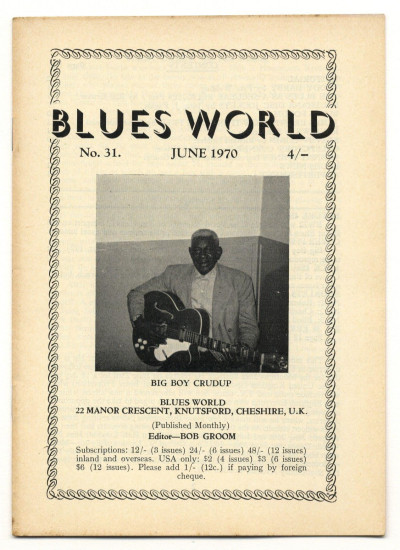 BLUES WORLD
No. 31. JUNE 1970 4/-
BIG BOY CRUDUP
BLUES WORLD
22 MANOR CRESCENT, KNUTSFORD, CHESHIRE, U.K.
(Published Monthly)
Editor—BOB GROOM
Subscriptions: 12/- (3 issues) 24/- (6 issues) 48/- (12 issues)
inland and overseas. USA only: $2 (4 issues) $3 (6 issues)
$6 (12 issues). Please add 1/- (12c.) if paying by foreign
cheque.